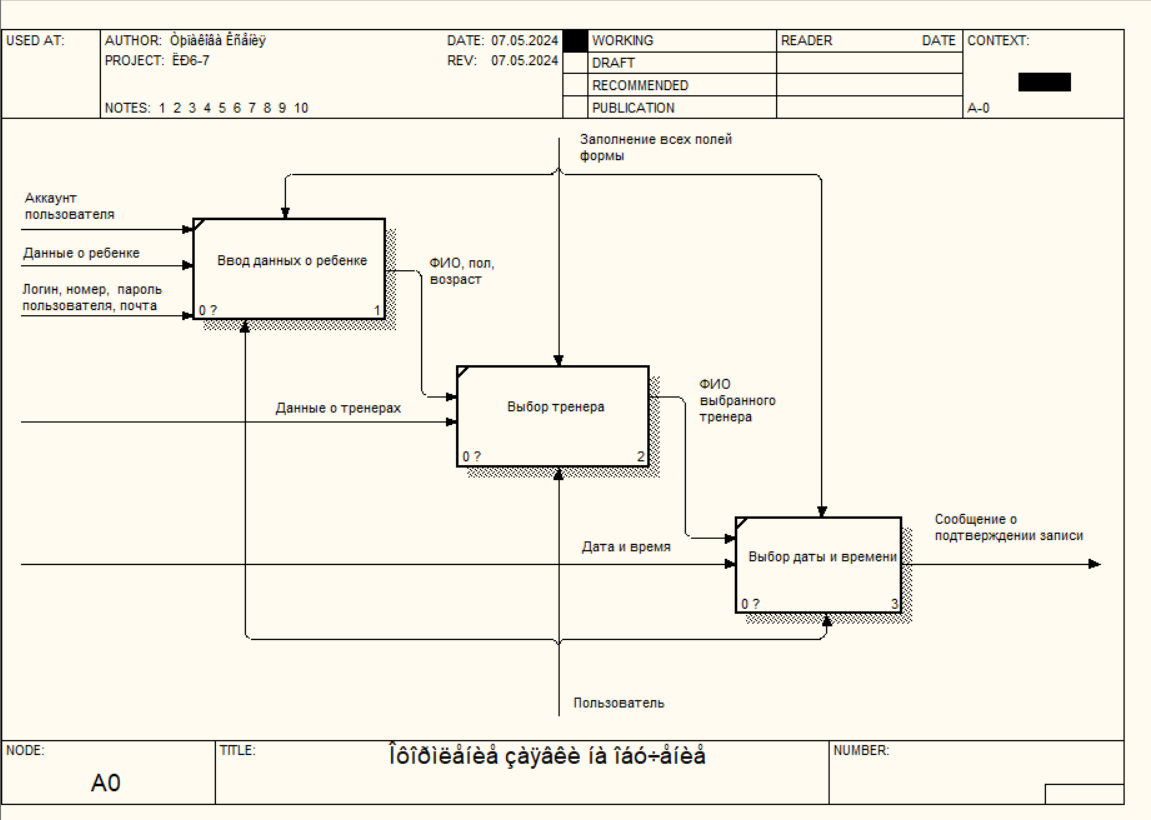 USED AT:
AUTHOR: Òðîàêîâà Êñåíèÿ
DATE: 07.05.2024
PROJECT: ËÐ6-7
REV: 07.05.2024
NOTES: 1 2 3 4 5 6 7 8 9 10
WORKING
DRAFT
RECOMMENDED
PUBLICATION
READER
DATE
CONTEXT:
A-0
Заполнение всех полей
формы
Аккаунт
пользователя
Данные о ребенке
Логин, номер, пароль
пользователя, почта
Ввод данных о ребенке
0 ?
1
ФИО, пол,
возраст
Данные о тренерах
Выбор тренера
0 ?
2
ФИО
выбранного
тренера
Дата и время
Выбор даты и времени
0 ?
3
Сообщение о
подтверждении записи
Пользователь
NODE:
A0
TITLE:
Îôîðìëåíèå çàÿâêè íà îáó÷åíèå
NUMBER: